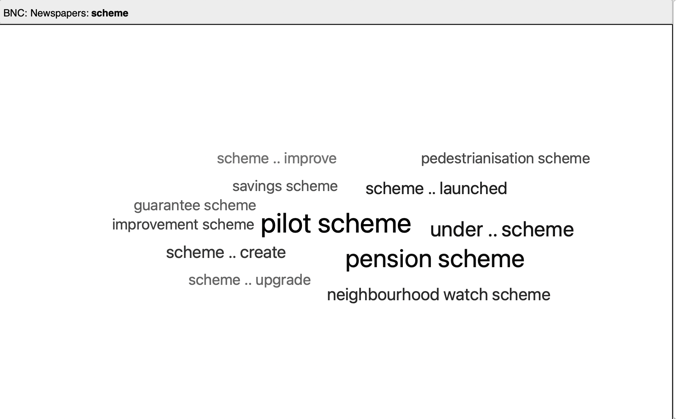 BNC: Newspapers: scheme
scheme .. improve
pedestrianisation scheme
savings scheme
scheme .. launched
guarantee scheme
improvement scheme
pilot scheme
under .. scheme
scheme .. create
pension scheme
scheme .. upgrade
neighbourhood watch scheme